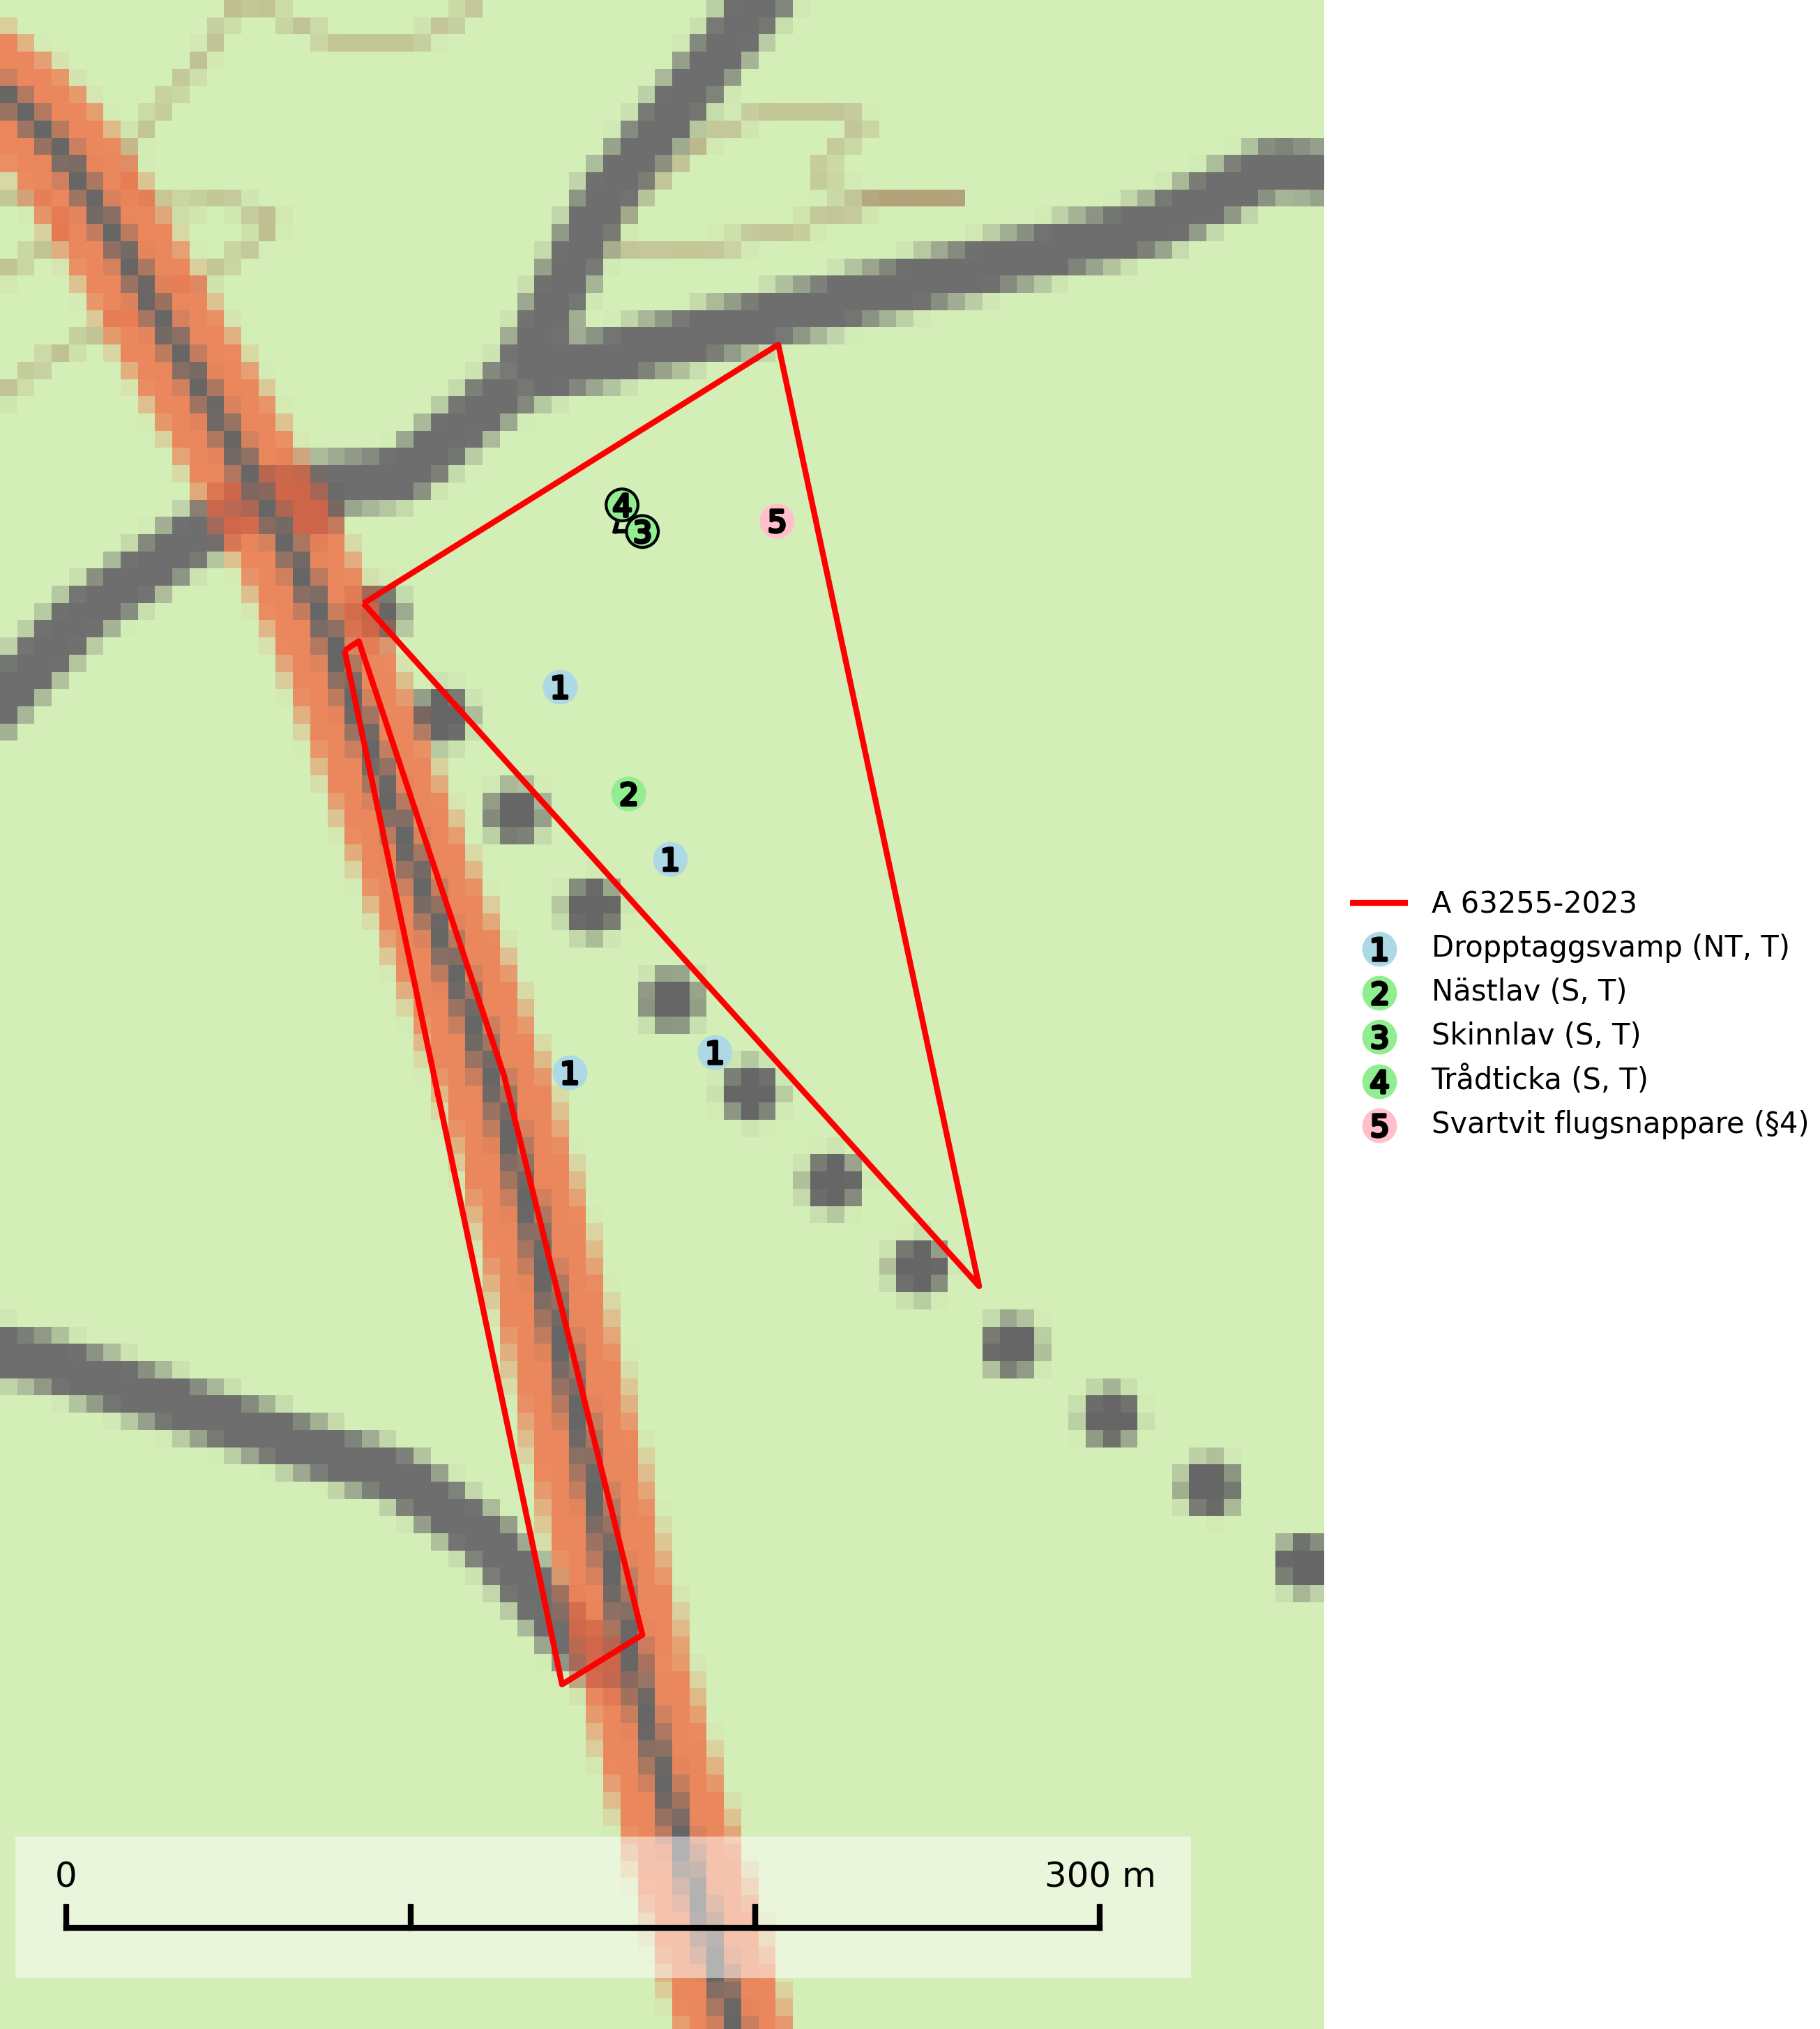 4
3
5
1
2
1
1
1
A 63255-2023
1 Dropptaggsvamp (NT, T)
2 Nästlav (S, T)
3 Skinnlav (S, T)
4 Trådticka (S, T)
5 Svartvit flugsnappare (§4)
0 300 m